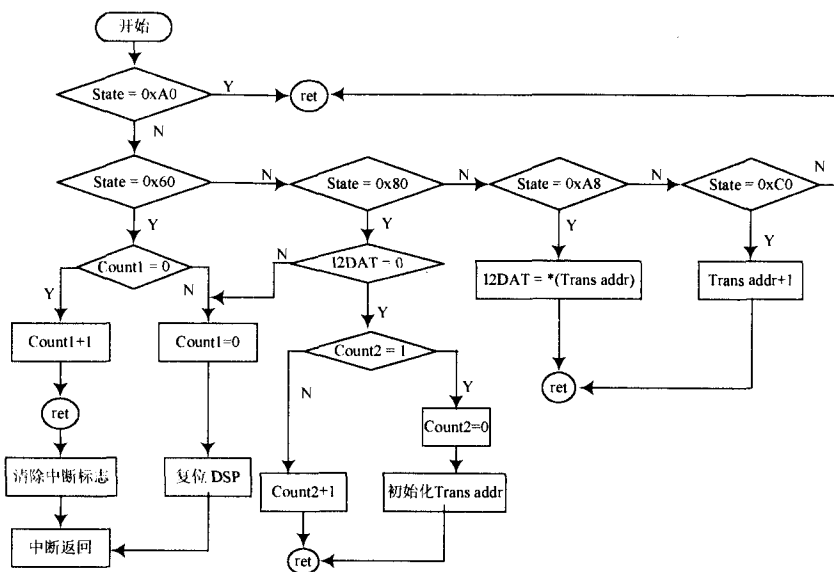 开始
State = 0xA0
Y
ret
N
State = 0x60
N
State = 0x80
N
State = 0xA8
N
State = 0xC0
N
Y
Y
Y
Y
Count1 = 0
N
I2DAT = 0
I2DAT = *(Trans addr)
Trans addr+1
Y
N
Y
Count1+1
Count1=0
Count2 = 1
ret
N
Y
ret
Count2=0
清除中断标志
复位 DSP
Count2+1
初始化Trans addr
中断返回
ret